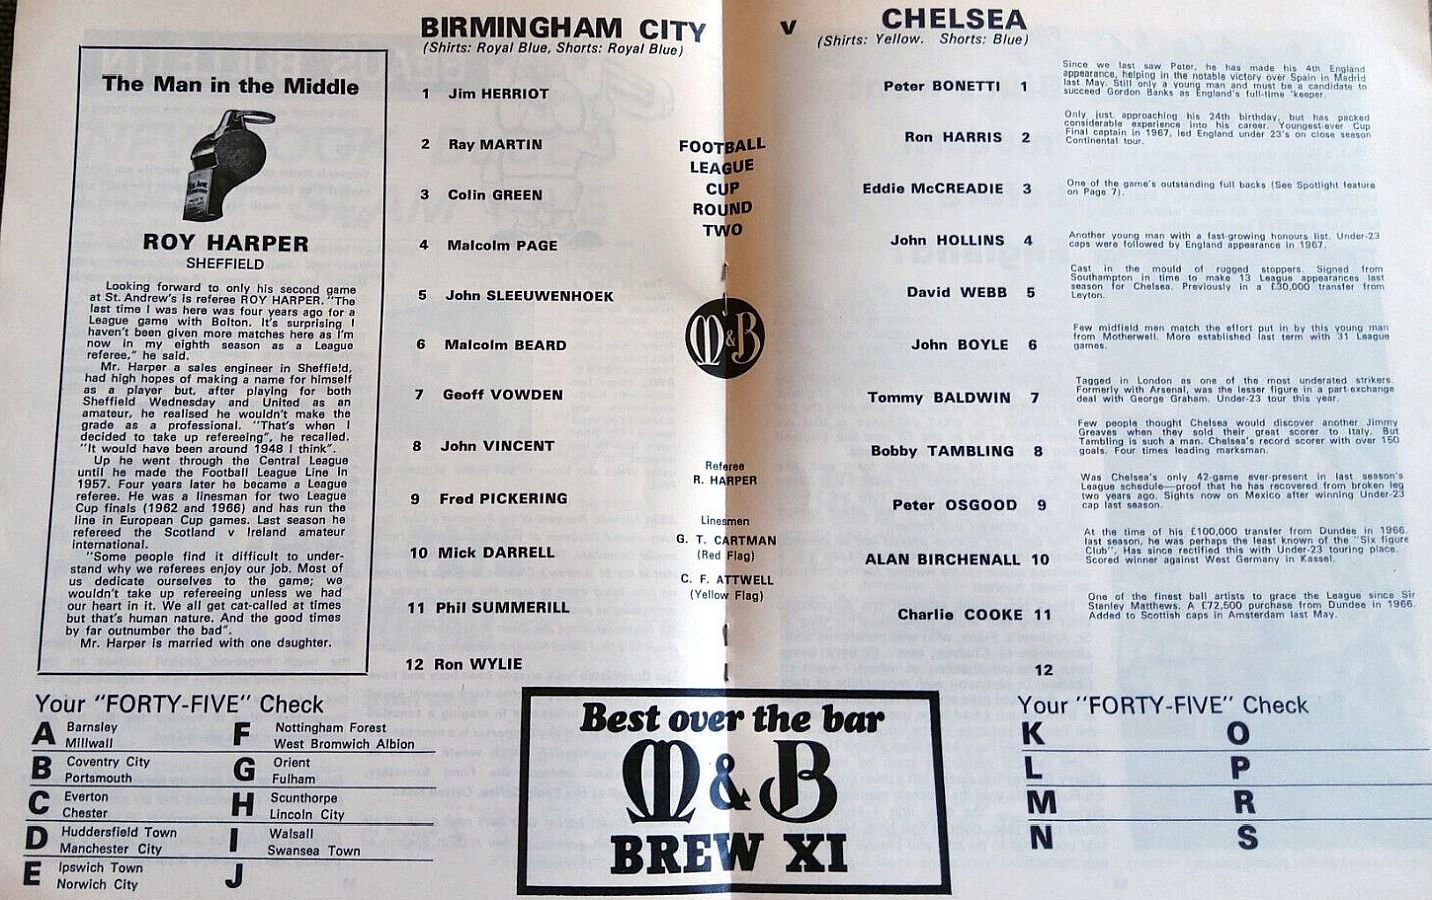 BIRMINGHAM CITY
(Shirts: Royal Blue, Shorts: Royal Blue)
v
CHELSEA
(Shirts: Yellow. Shorts: Blue)
The Man in the Middle
ROY HARPER
SHEFFIELD
Looking forward to only his second game
at St. Andrew's is referee ROY HARPER. "The
last time I was here was four years ago for a
League game with Bolton. It's surprising I
haven't been given more matches here as I'm
now in my eighth season as a League
referee," he said.
Mr. Harper a sales engineer in Sheffield,
had high hopes of making a name for himself
as a player but, after playing for both
Sheffield Wednesday and United as an
amateur, he realised he wouldn't make the
grade as a professional. "That's when I
decided to take up refereeing", he recalled.
"It would have been around 1948 I think".
Up he went through the Central League
until he made the Football League Line in
1957. Four years later he became a League
referee. He was a linesman for two League
Cup finals (1962 and 1966) and has run the
line in European Cup games. Last season he
refereed the Scotland v Ireland amateur
international.
"Some people find it difficult to under-
stand why we referees enjoy our job. Most of
us dedicate ourselves to the game; we
wouldn't take up refereeing unless we had
our heart in it. We all get cat-called at times
but that's human nature. And the good times
by far outnumber the bad".
Mr. Harper is married with one daughter.
1 Jim HERRIOT
2 Ray MARTIN
3 Colin GREEN
4 Malcolm PAGE
5 John SLEEUWENHOEK
6 Malcolm BEARD
7 Geoff VOWDEN
8 John VINCENT
9 Fred PICKERING
10 Mick DARRELL
11 Phil SUMMERILL
12 Ron WYLIE
FOOTBALL
LEAGUE
CUP
ROUND
TWO
M&B
Referee
R. HARPER
Linesmen
G. T. CARTMAN
(Red Flag)
C. F. ATTWELL
(Yellow Flag)
Peter BONETTI 1
Since we last saw Peter, he has made his 4th England
appearance, helping in the notable victory over Spain in Madrid
last May. Still only a young man and must be a candidate to
succeed Gordon Banks as England's full-time 'keeper.
Ron HARRIS 2
Only just approaching his 24th birthday, but has packed
considerable experience into his career. Youngest-ever Cup
Final captain in 1967, led England under 23's on close season
Continental tour.
Eddie McCREADIE 3
One of the game's outstanding full backs (See Spotlight feature
on Page 7).
John HOLLINS 4
Another young man with a fast-growing honours list. Under-23
caps were followed by England appearance in 1967.
David WEBB 5
Cast in the mould of rugged stoppers. Signed from
Southampton in time to make 13 League appearances last
season for Chelsea. Previously in a £30,000 transfer from
Leyton.
John BOYLE 6
Few midfield men match the effort put in by this young man
from Motherwell. More established last term with 31 League
games.
Tommy BALDWIN 7
Tagged in London as one of the most underated strikers.
Formerly with Arsenal, was the lesser figure in a part-exchange
deal with George Graham. Under-23 tour this year.
Bobby TAMBLING 8
Few people thought Chelsea would discover another Jimmy
Greaves when they sold their great scorer to Italy. But
Tambling is such a man. Chelsea's record scorer with over 150
goals. Four times leading marksman.
Peter OSGOOD 9
Was Chelsea's only 42-game ever-present in last season's
League schedule—proof that he has recovered from broken leg
two years ago. Sights now on Mexico after winning Under-23
cap last season.
ALAN BIRCHENALL 10
At the time of his £100,000 transfer from Dundee in 1966.
last season, he was perhaps the least known of the "Six figure
Club". Has since rectified this with Under-23 touring place.
Scored winner against West Germany in Kassel.
Charlie COOKE 11
One of the finest ball artists to grace the League since Sir
Stanley Matthews. A £72,500 purchase from Dundee in 1966.
Added to Scottish caps in Amsterdam last May.
12
Your "FORTY-FIVE" Check
A Barnsley
Millwall
B Coventry City
Portsmouth
C Everton
Chester
D Huddersfield Town
Manchester City
E Ipswich Town
Norwich City
F Nottingham Forest
West Bromwich Albion
G Orient
Fulham
H Scunthorpe
Lincoln City
I Walsall
Swansea Town
J
Best over the bar
M&B
BREW XI
Your "FORTY-FIVE" Check
K O
L P
M R
N S